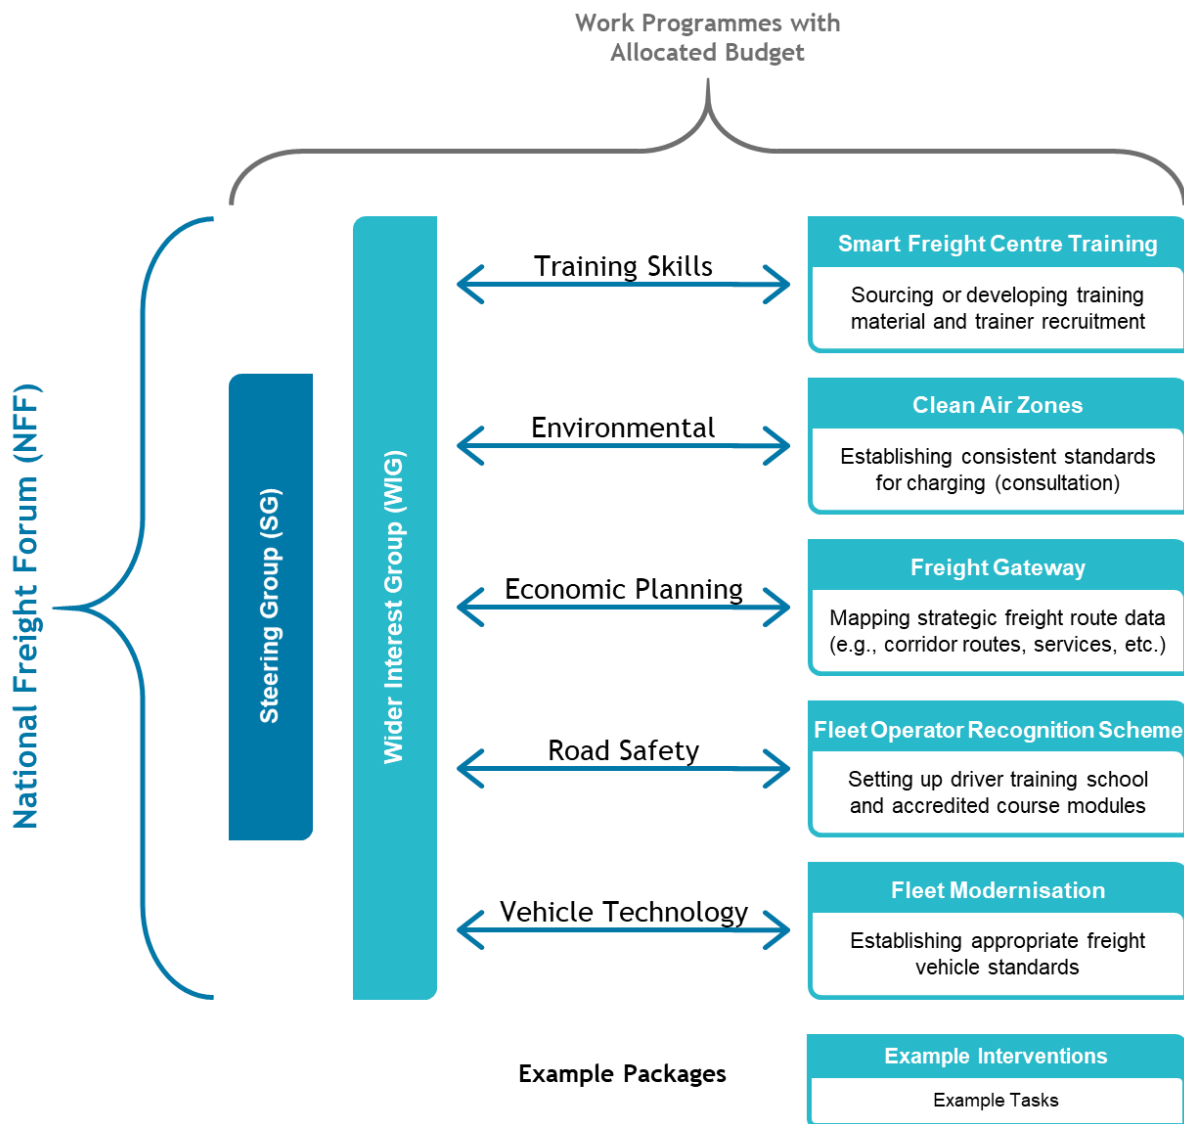 Work Programmes with
Allocated Budget
National Freight Forum (NFF)
Steering Group (SG)
Wider Interest Group (WIG)
Training Skills
Smart Freight Centre Training
Sourcing or developing training
material and trainer recruitment
Environmental
Clean Air Zones
Establishing consistent standards
for charging (consultation)
Economic Planning
Freight Gateway
Mapping strategic freight route data
(e.g., corridor routes, services, etc.)
Road Safety
Fleet Operator Recognition Scheme
Setting up driver training school
and accredited course modules
Vehicle Technology
Fleet Modernisation
Establishing appropriate freight
vehicle standards
Example Packages
Example Interventions
Example Tasks